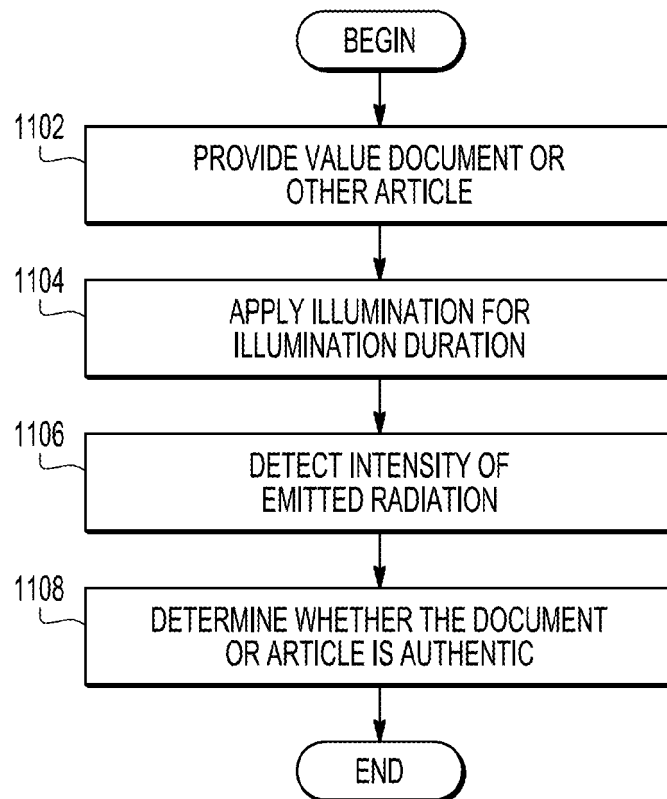 BEGIN
1102
PROVIDE VALUE DOCUMENT OR
OTHER ARTICLE
1104
APPLY ILLUMINATION FOR
ILLUMINATION DURATION
1106
DETECT INTENSITY OF
EMITTED RADIATION
1108
DETERMINE WHETHER THE DOCUMENT
OR ARTICLE IS AUTHENTIC
END